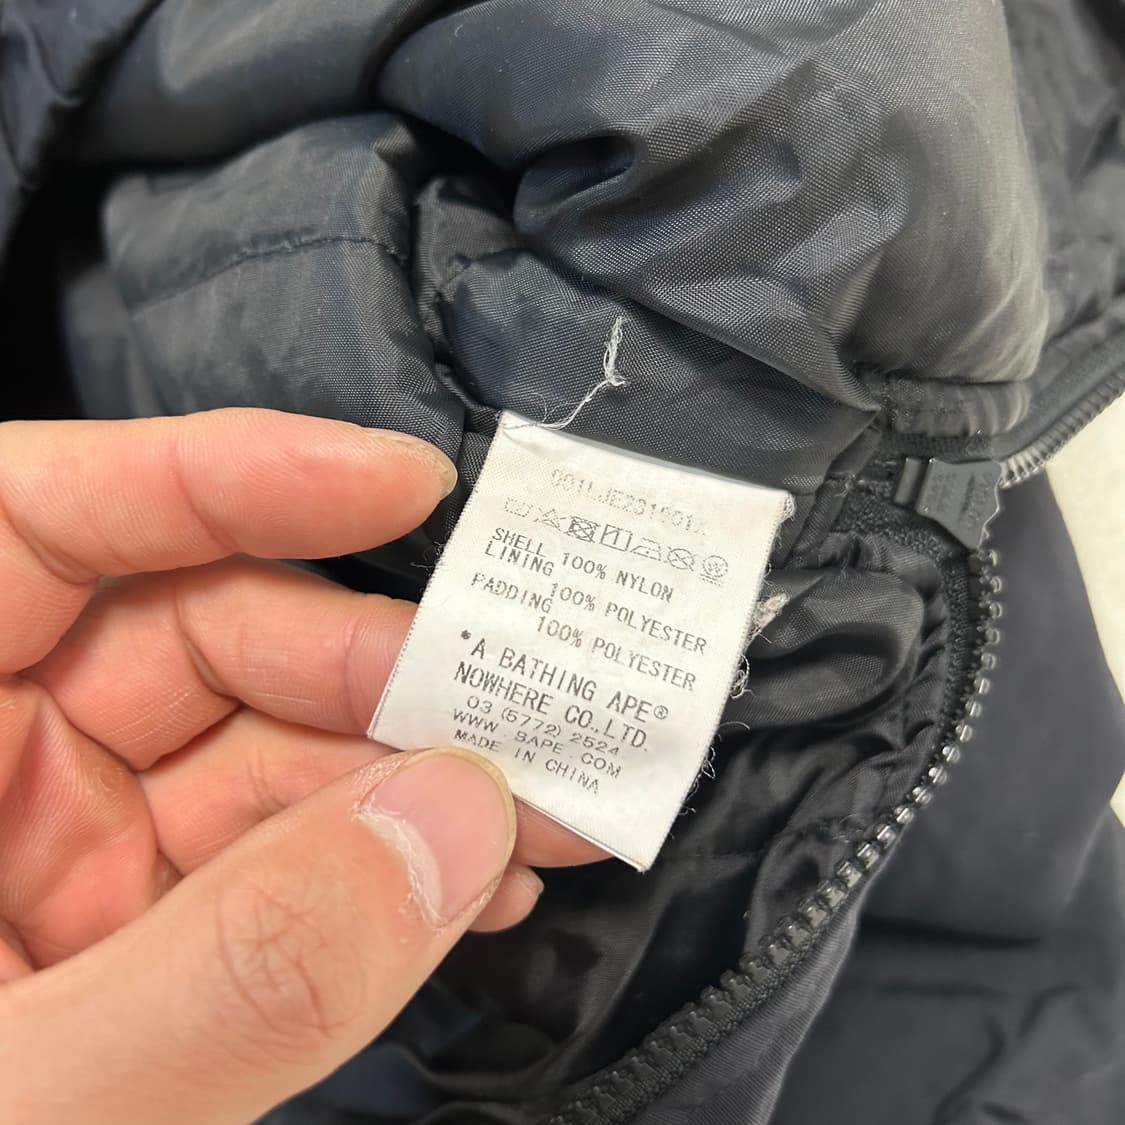 001LJE231601X
SHELL 100% NYLON
LINING 100% POLYESTER
PADDING 100% POLYESTER
*A BATHING APE®
NOWHERE CO.,LTD.
03 (5772) 2524
WWW.BAPE.COM
MADE IN CHINA